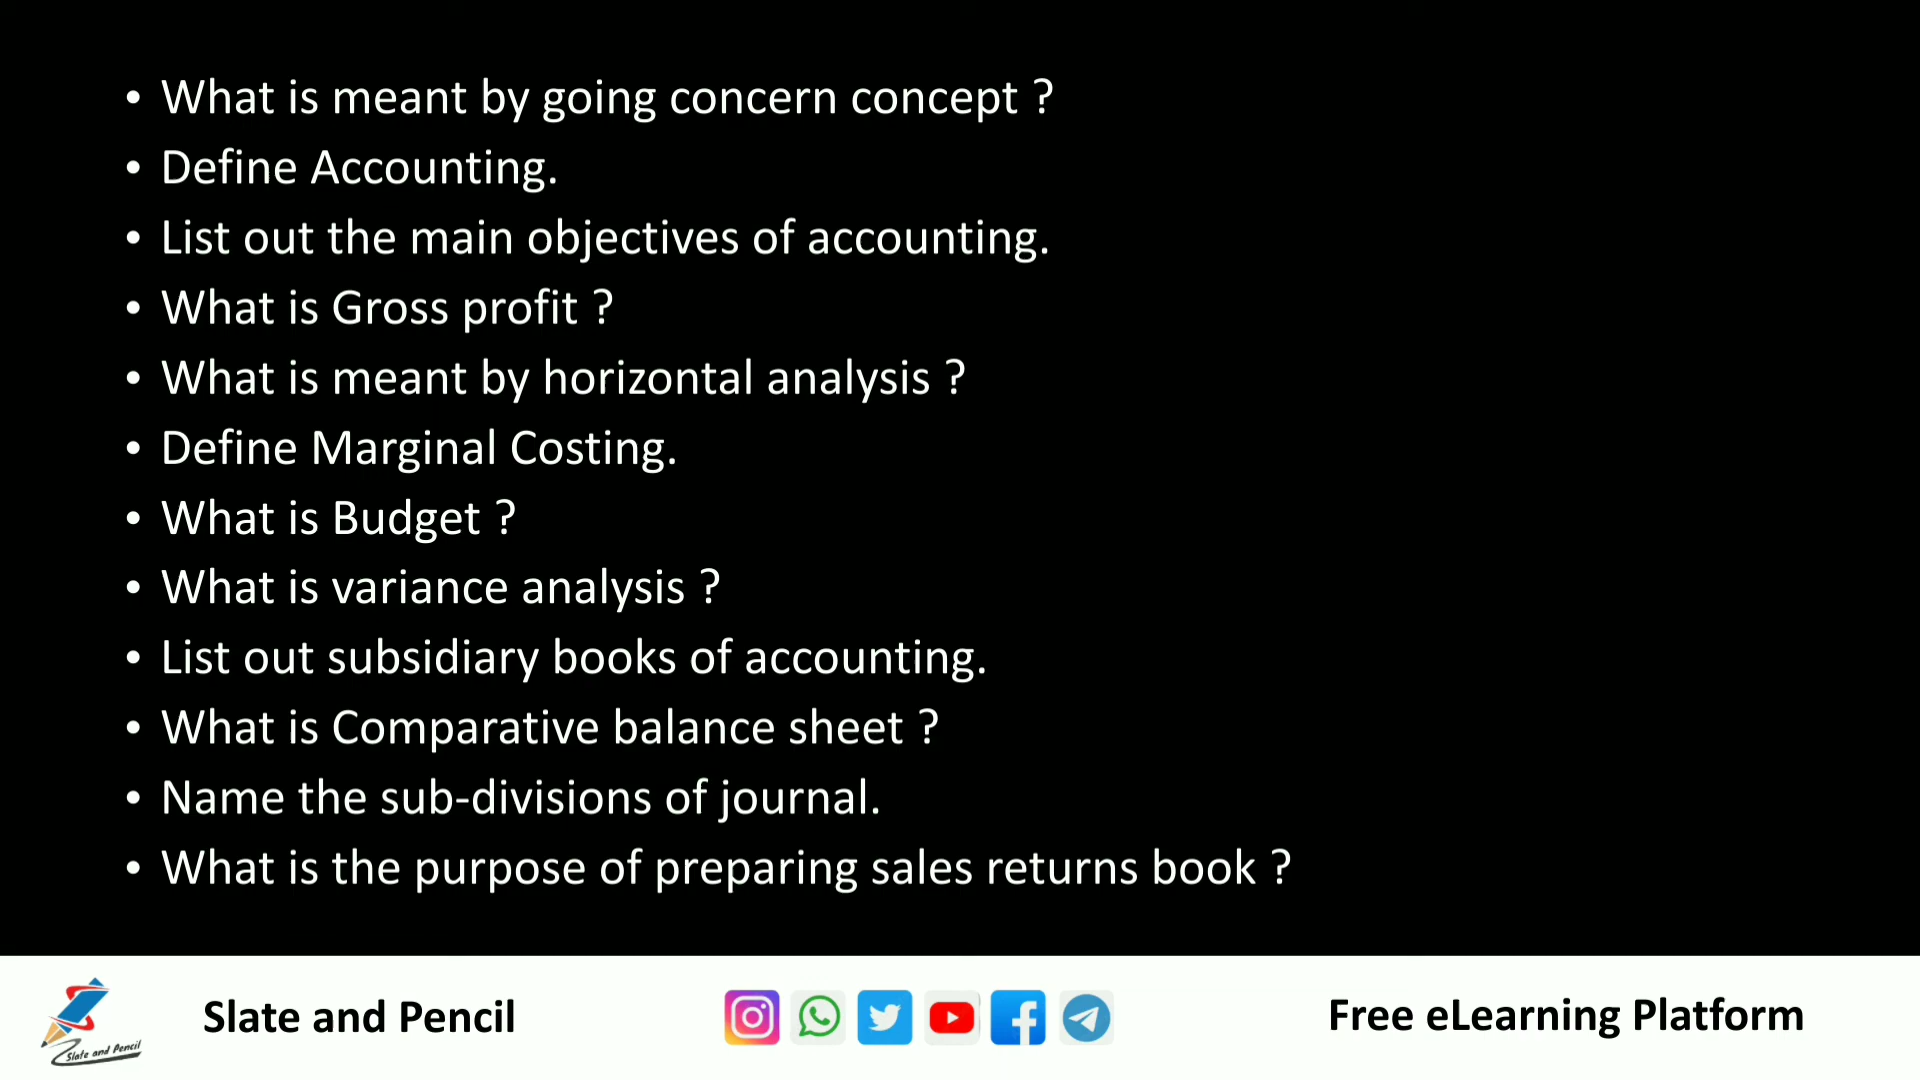 • What is meant by going concern concept ?
• Define Accounting.
• List out the main objectives of accounting.
• What is Gross profit ?
• What is meant by horizontal analysis ?
• Define Marginal Costing.
• What is Budget ?
• What is variance analysis ?
• List out subsidiary books of accounting.
• What is Comparative balance sheet ?
• Name the sub-divisions of journal.
• What is the purpose of preparing sales returns book ?
Slate and Pencil
Slate and Pencil
Free eLearning Platform